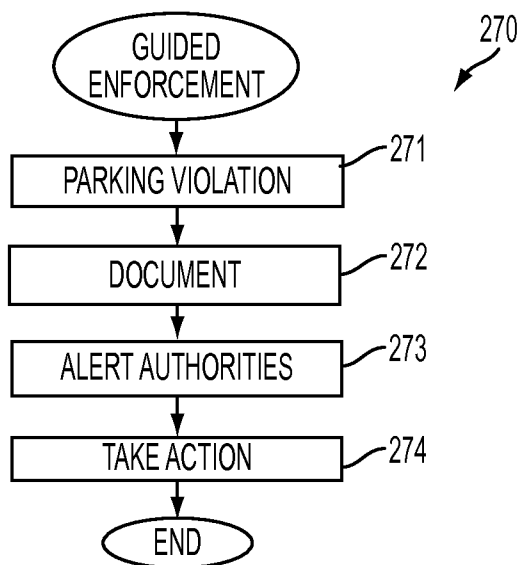 GUIDED
ENFORCEMENT
270
PARKING VIOLATION
271
DOCUMENT
272
ALERT AUTHORITIES
273
TAKE ACTION
274
END